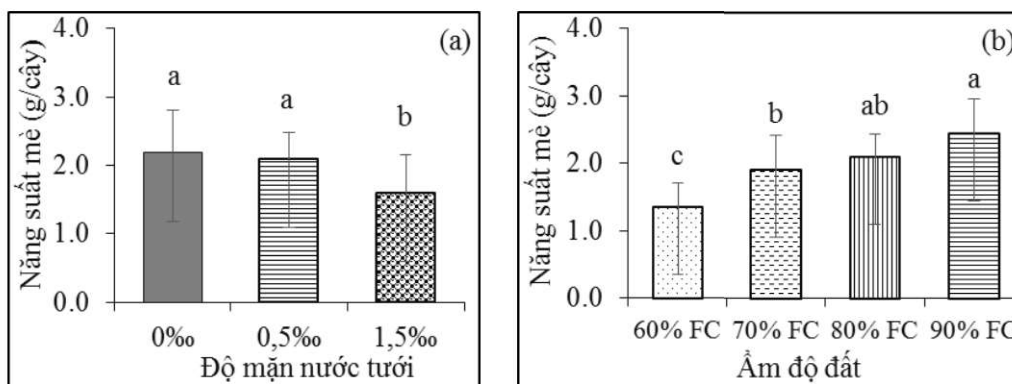 (a)
Năng suất mè (g/cây)
4.0
3.0
2.0
1.0
0.0
a
a
b
0‰
0,5‰
1,5‰
Độ mặn nước tưới
(b)
Năng suất mè (g/cây)
4.0
3.0
2.0
1.0
0.0
c
b
ab
a
60% FC
70% FC
80% FC
90% FC
Ẩm độ đất